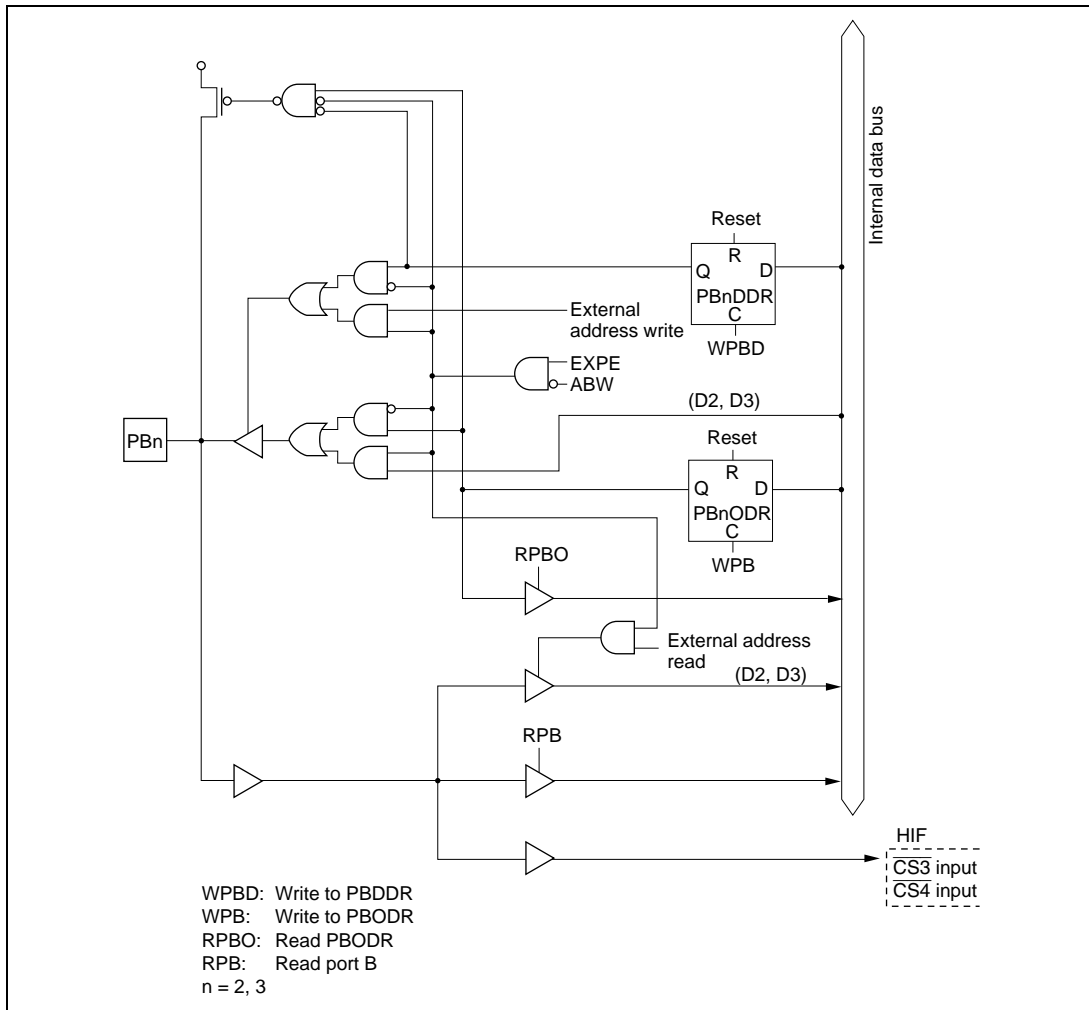 Internal data bus
Reset
R
Q D
PBnDDR
C
WPBD
External
address write
EXPE
ABW
(D2, D3)
PBn
Reset
R
Q D
PBnODR
C
WPB
RPBO
External address
read
(D2, D3)
RPB
HIF
CS3 input
CS4 input
WPBD: Write to PBDDR
WPB: Write to PBODR
RPBO: Read PBODR
RPB: Read port B
n = 2, 3